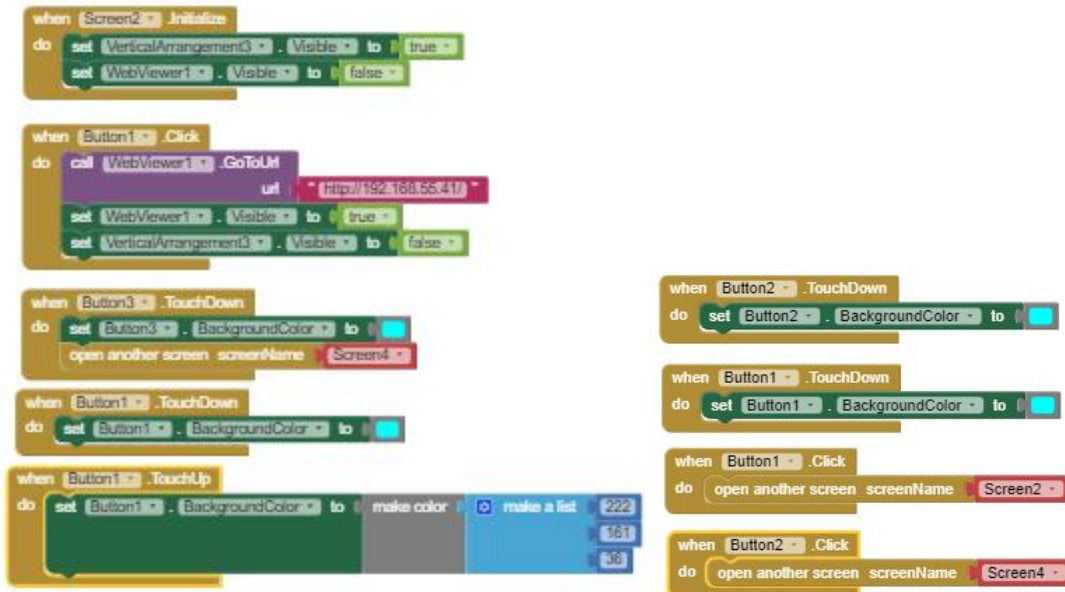 when Screen2 .Initialize
do set VerticalArrangement3 . Visible to true
set WebViewer1 . Visible to false
when Button1 .Click
do call WebViewer1 .GoToUrl
url " http://192.168.55.41/ "
set WebViewer1 . Visible to true
set VerticalArrangement3 . Visible to false
when Button3 .TouchDown
do set Button3 . BackgroundColor to
open another screen screenName Screen4
when Button1 .TouchDown
do set Button1 . BackgroundColor to
when Button1 .TouchUp
do set Button1 . BackgroundColor to make color make a list 222
161
36
when Button2 .TouchDown
do set Button2 . BackgroundColor to
when Button1 .TouchDown
do set Button1 . BackgroundColor to
when Button1 .Click
do open another screen screenName Screen2
when Button2 .Click
do open another screen screenName Screen4